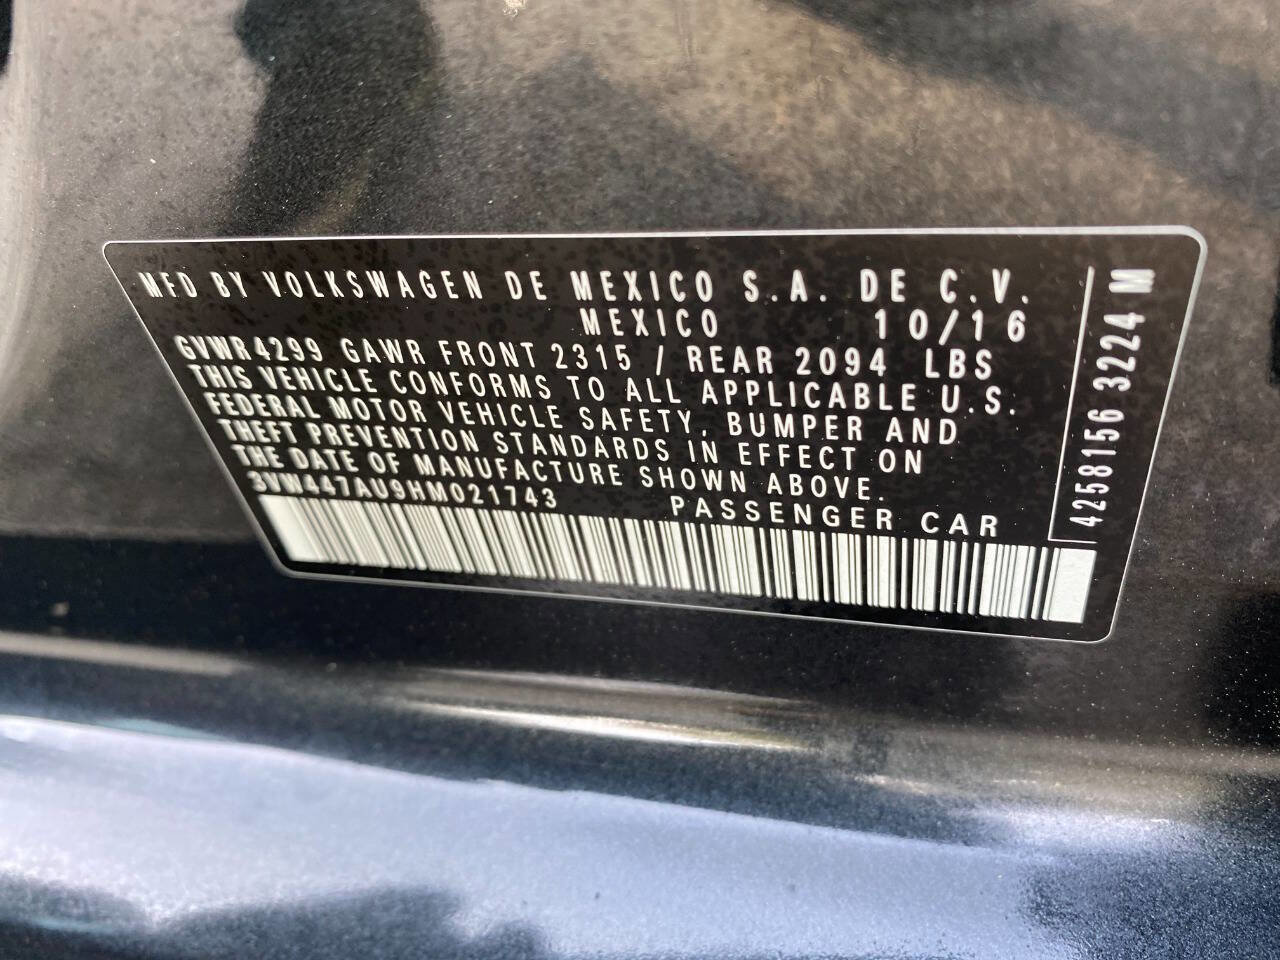 MFD BY VOLKSWAGEN DE MEXICO S.A. DE C.V.
MEXICO 10/16
GVWR4299 GAWR FRONT 2315 / REAR 2094 LBS
THIS VEHICLE CONFORMS TO ALL APPLICABLE U.S.
FEDERAL MOTOR VEHICLE SAFETY, BUMPER AND
THEFT PREVENTION STANDARDS IN EFFECT ON
THE DATE OF MANUFACTURE SHOWN ABOVE.
3VW447AU9HM021743 PASSENGER CAR
4258156 3224 M